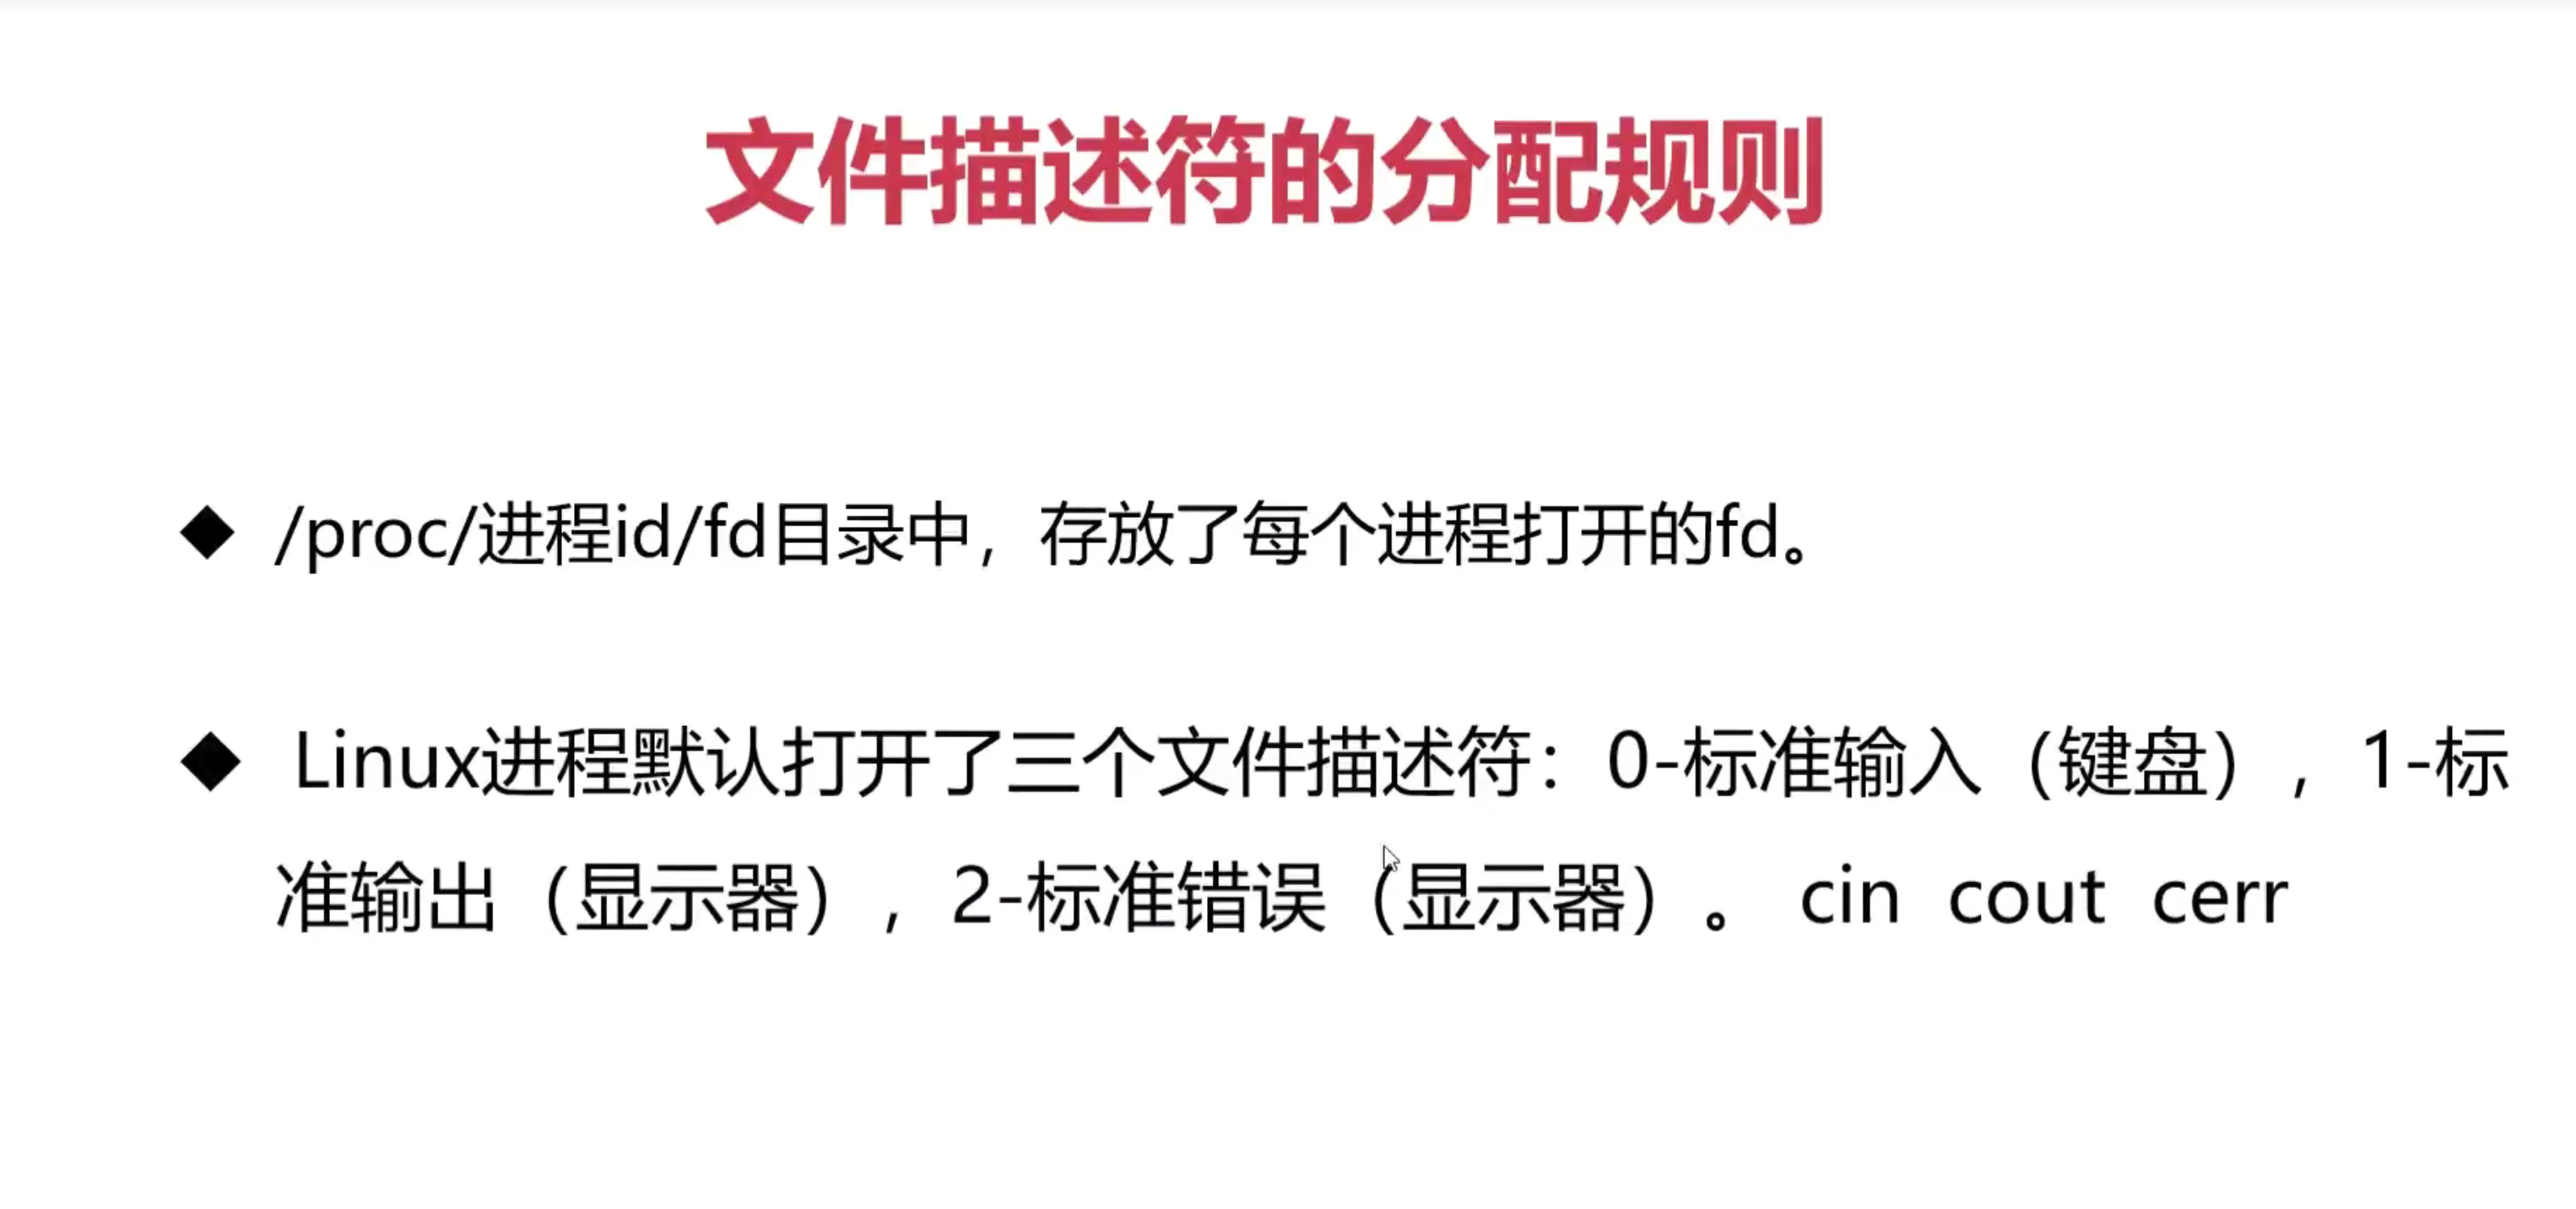 文件描述符的分配规则
/proc/进程id/fd目录中，存放了每个进程打开的fd。
Linux进程默认打开了三个文件描述符：0-标准输入（键盘），1-标
准输出（显示器），2-标准错误（显示器）。 cin cout cerr